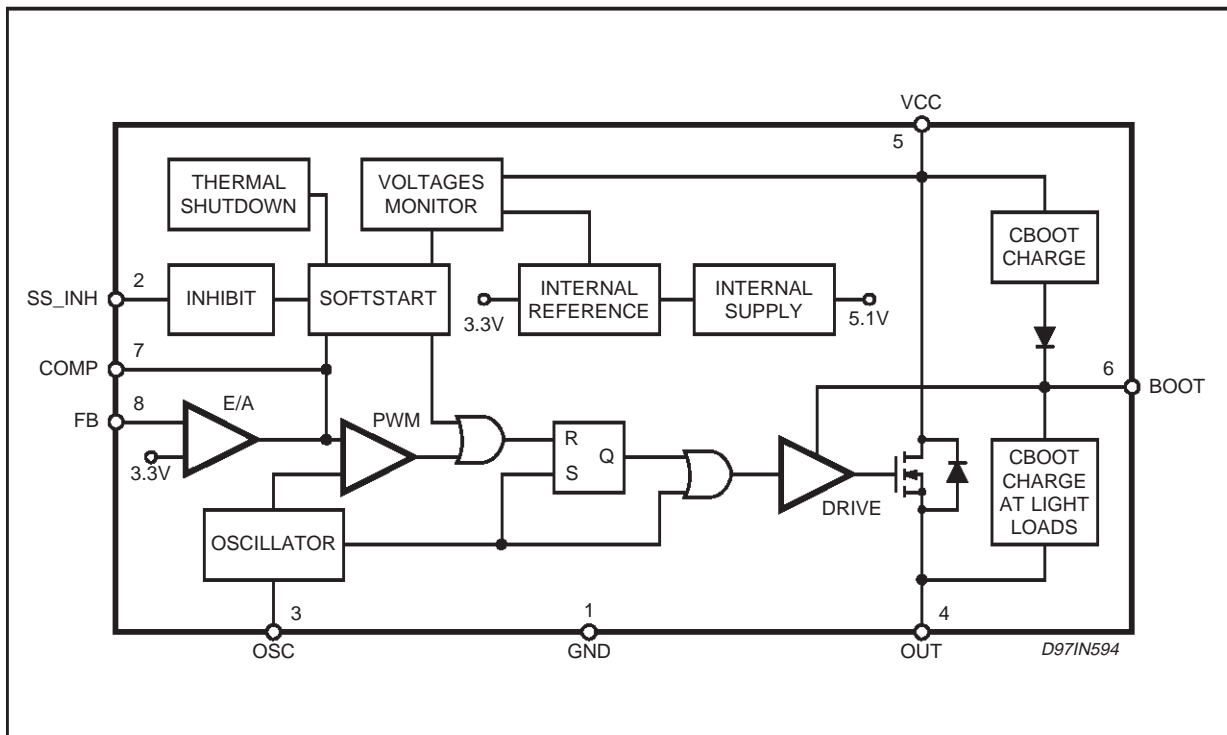 VCC
5
THERMAL
SHUTDOWN
VOLTAGES
MONITOR
CBOOT
CHARGE
2
SS_INH
INHIBIT
SOFTSTART
3.3V
INTERNAL
REFERENCE
INTERNAL
SUPPLY
5.1V
7
COMP
6
BOOT
8
FB
E/A
3.3V
PWM
R
S
Q
DRIVE
CBOOT
CHARGE
AT LIGHT
LOADS
OSCILLATOR
3
OSC
1
GND
4
OUT
D97IN594